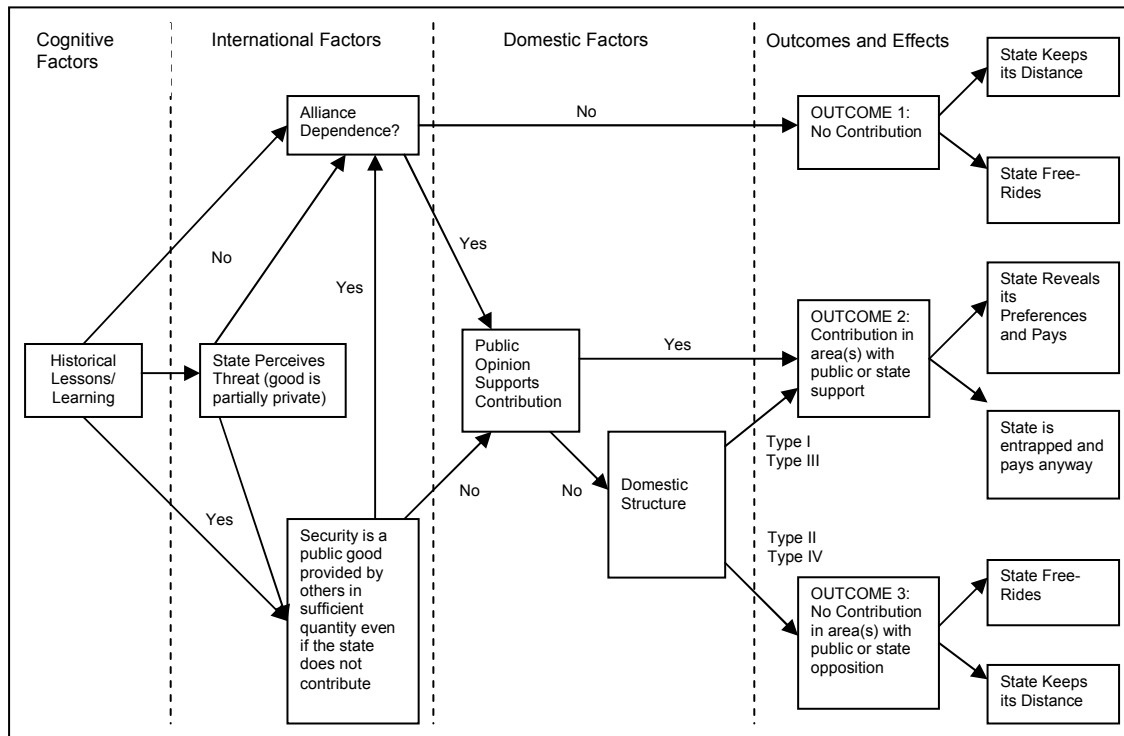 Cognitive
Factors
International Factors
Domestic Factors
Outcomes and Effects
State Keeps
its Distance
Alliance
Dependence?
No
OUTCOME 1:
No Contribution
State Free-
Rides
No
Yes
Yes
State Reveals
its
Preferences
and Pays
Historical
Lessons/
Learning
State Perceives
Threat (good is
partially private)
Public
Opinion
Supports
Contribution
Yes
OUTCOME 2:
Contribution in
area(s) with
public or state
support
State is
entrapped and
pays anyway
Type I
Type III
Yes
No
No
Domestic
Structure
Security is a
public good
provided by
others in
sufficient
quantity even
if the state
does not
contribute
Type II
Type IV
OUTCOME 3:
No Contribution
in area(s) with
public or state
opposition
State Free-
Rides
State Keeps
its Distance